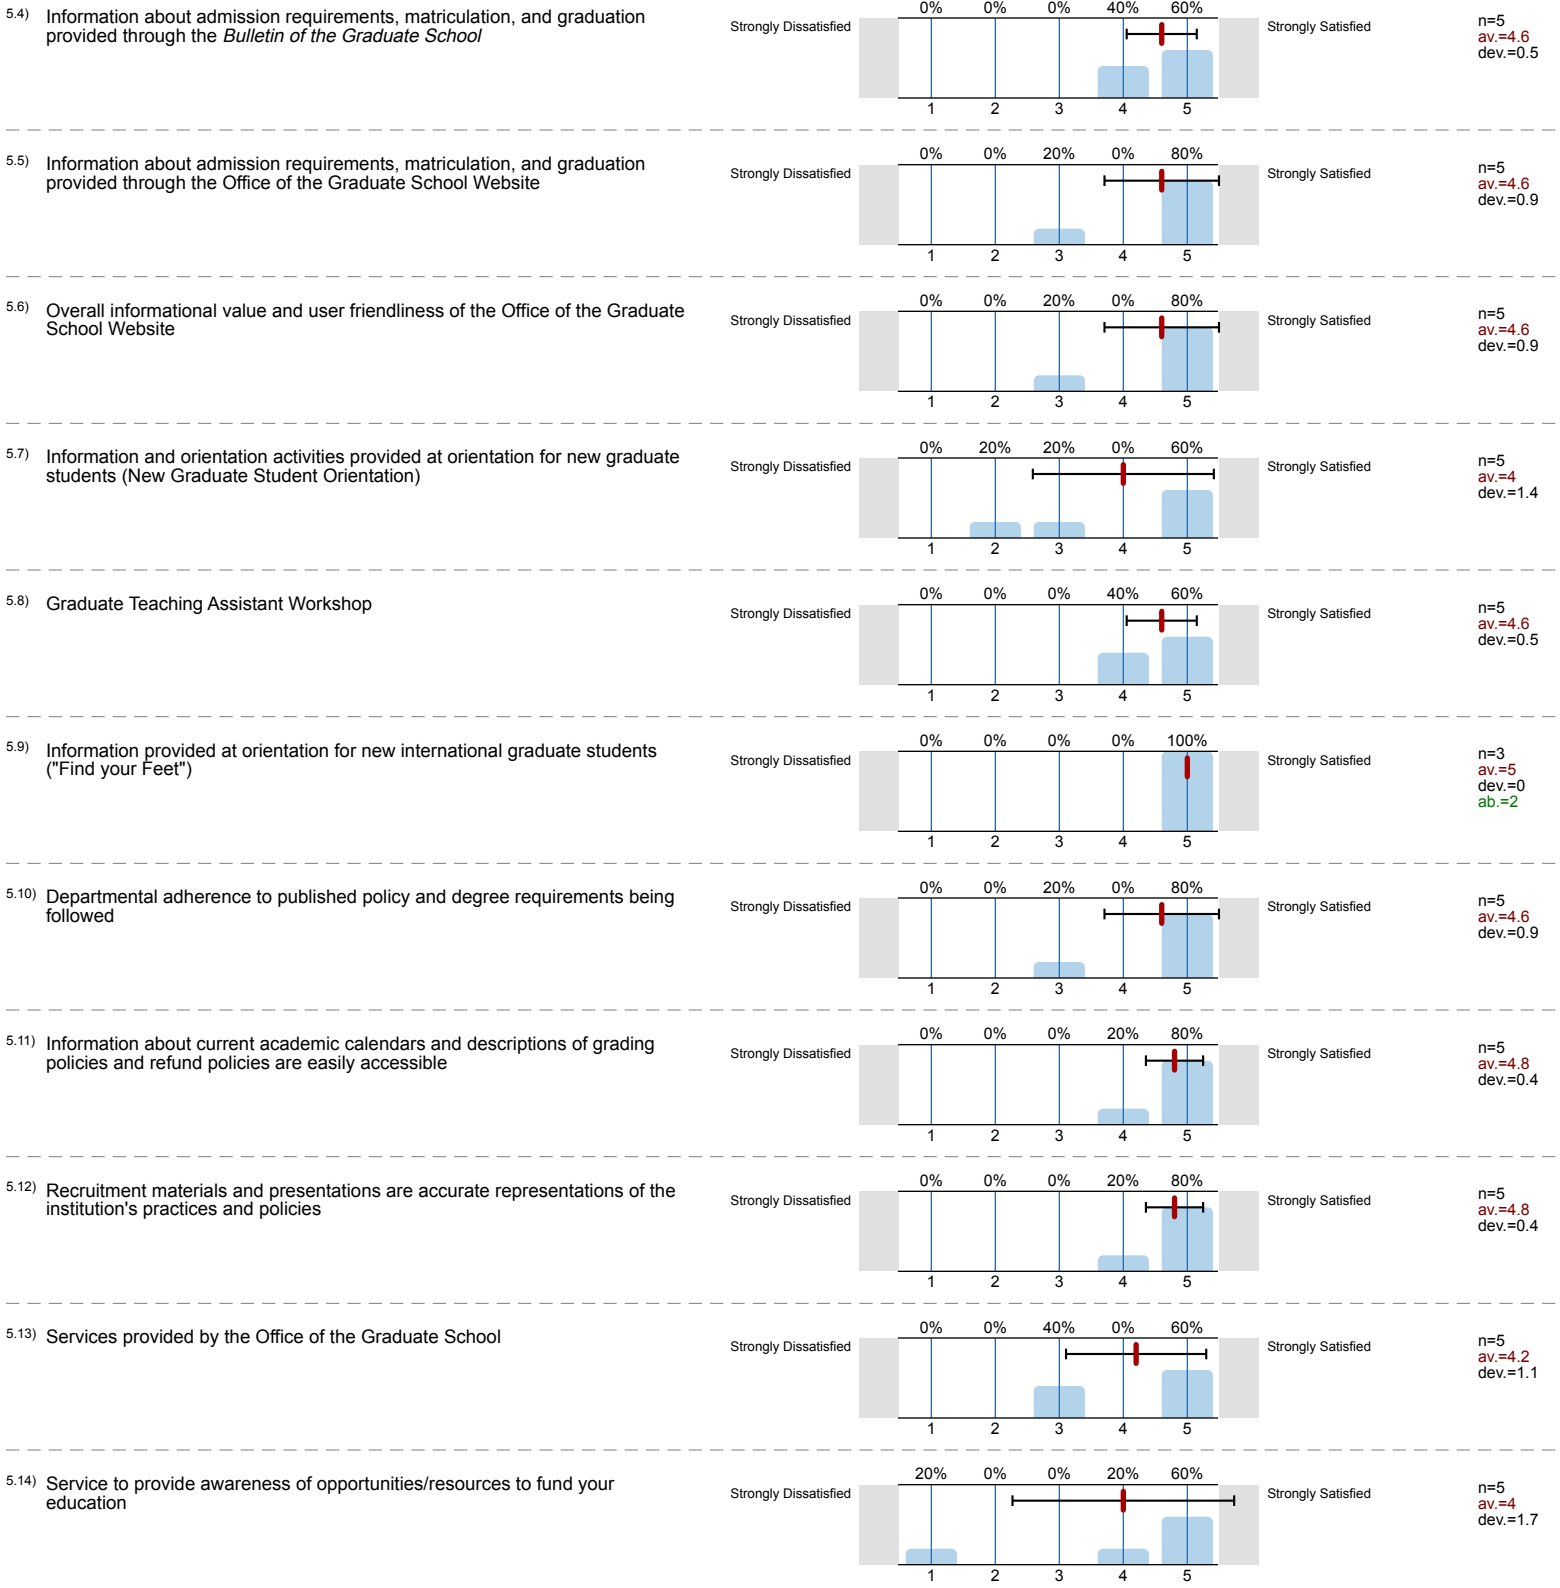 5.4) Information about admission requirements, matriculation, and graduation
provided through the Bulletin of the Graduate School
Strongly Dissatisfied
0% 0% 0% 40% 60%
1 2 3 4 5
Strongly Satisfied
n=5
av.=4.6
dev.=0.5
5.5) Information about admission requirements, matriculation, and graduation
provided through the Office of the Graduate School Website
Strongly Dissatisfied
0% 0% 20% 0% 80%
1 2 3 4 5
Strongly Satisfied
n=5
av.=4.6
dev.=0.9
5.6) Overall informational value and user friendliness of the Office of the Graduate
School Website
Strongly Dissatisfied
0% 0% 20% 0% 80%
1 2 3 4 5
Strongly Satisfied
n=5
av.=4.6
dev.=0.9
5.7) Information and orientation activities provided at orientation for new graduate
students (New Graduate Student Orientation)
Strongly Dissatisfied
0% 20% 20% 0% 60%
1 2 3 4 5
Strongly Satisfied
n=5
av.=4
dev.=1.4
5.8) Graduate Teaching Assistant Workshop
Strongly Dissatisfied
0% 0% 0% 40% 60%
1 2 3 4 5
Strongly Satisfied
n=5
av.=4.6
dev.=0.5
5.9) Information provided at orientation for new international graduate students
("Find your Feet")
Strongly Dissatisfied
0% 0% 0% 0% 100%
1 2 3 4 5
Strongly Satisfied
n=3
av.=5
dev.=0
ab.=2
5.10) Departmental adherence to published policy and degree requirements being
followed
Strongly Dissatisfied
0% 0% 20% 0% 80%
1 2 3 4 5
Strongly Satisfied
n=5
av.=4.6
dev.=0.9
5.11) Information about current academic calendars and descriptions of grading
policies and refund policies are easily accessible
Strongly Dissatisfied
0% 0% 0% 20% 80%
1 2 3 4 5
Strongly Satisfied
n=5
av.=4.8
dev.=0.4
5.12) Recruitment materials and presentations are accurate representations of the
institution's practices and policies
Strongly Dissatisfied
0% 0% 0% 20% 80%
1 2 3 4 5
Strongly Satisfied
n=5
av.=4.8
dev.=0.4
5.13) Services provided by the Office of the Graduate School
Strongly Dissatisfied
0% 0% 40% 0% 60%
1 2 3 4 5
Strongly Satisfied
n=5
av.=4.2
dev.=1.1
5.14) Service to provide awareness of opportunities/resources to fund your
education
Strongly Dissatisfied
20% 0% 0% 20% 60%
1 2 3 4 5
Strongly Satisfied
n=5
av.=4
dev.=1.7